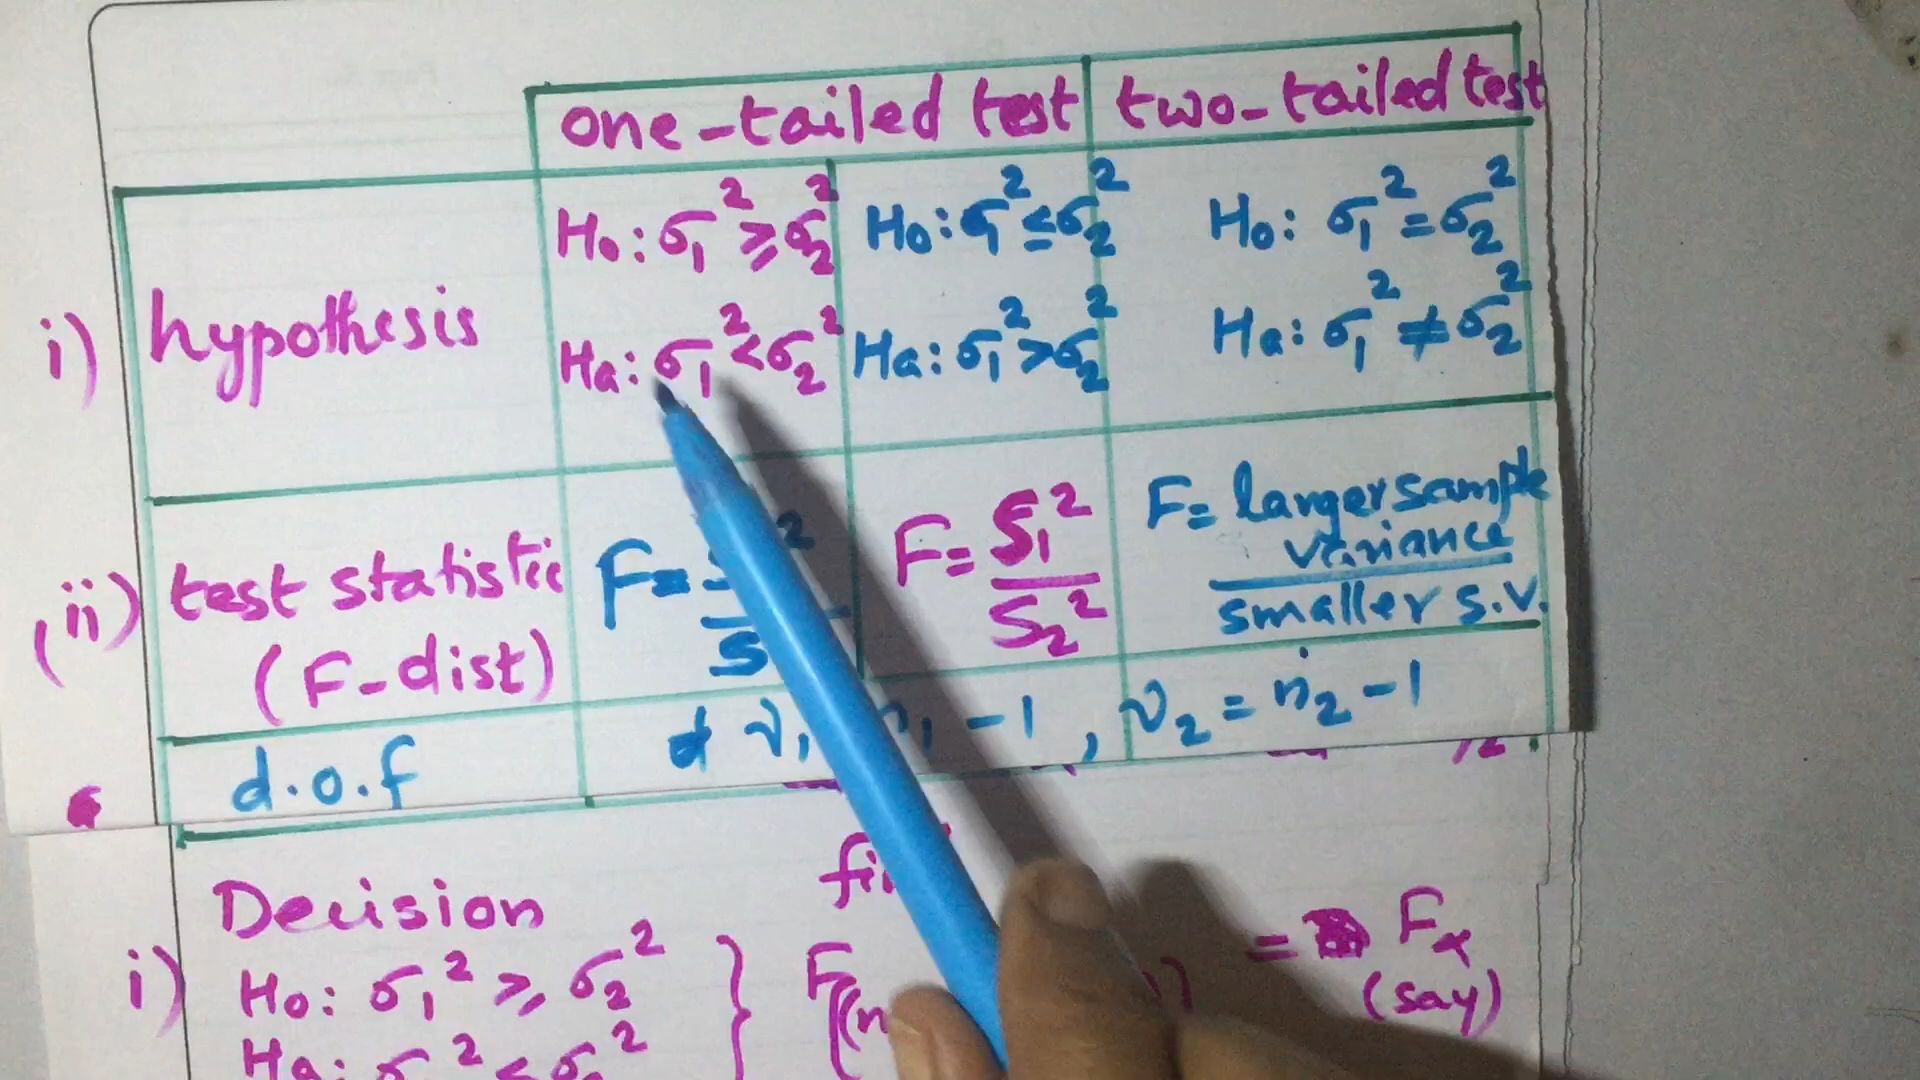 one-tailed test two-tailed test
i) hypothesis
H0: σ1² ≥ σ2² H0: σ1² ≤ σ2² H0: σ1² = σ2²
Ha: σ1² < σ2² Ha: σ1² > σ2² Ha: σ1² ≠ σ2²
(ii) test statistic
(F-dist)
F= F= S1²/S2² F= larger sample
variance
smaller s.v.
d.o.f -1, ν2 = n2 -1
Decision
i) H0: σ1² ≥ σ2² } = Fα
(say)
Ha: